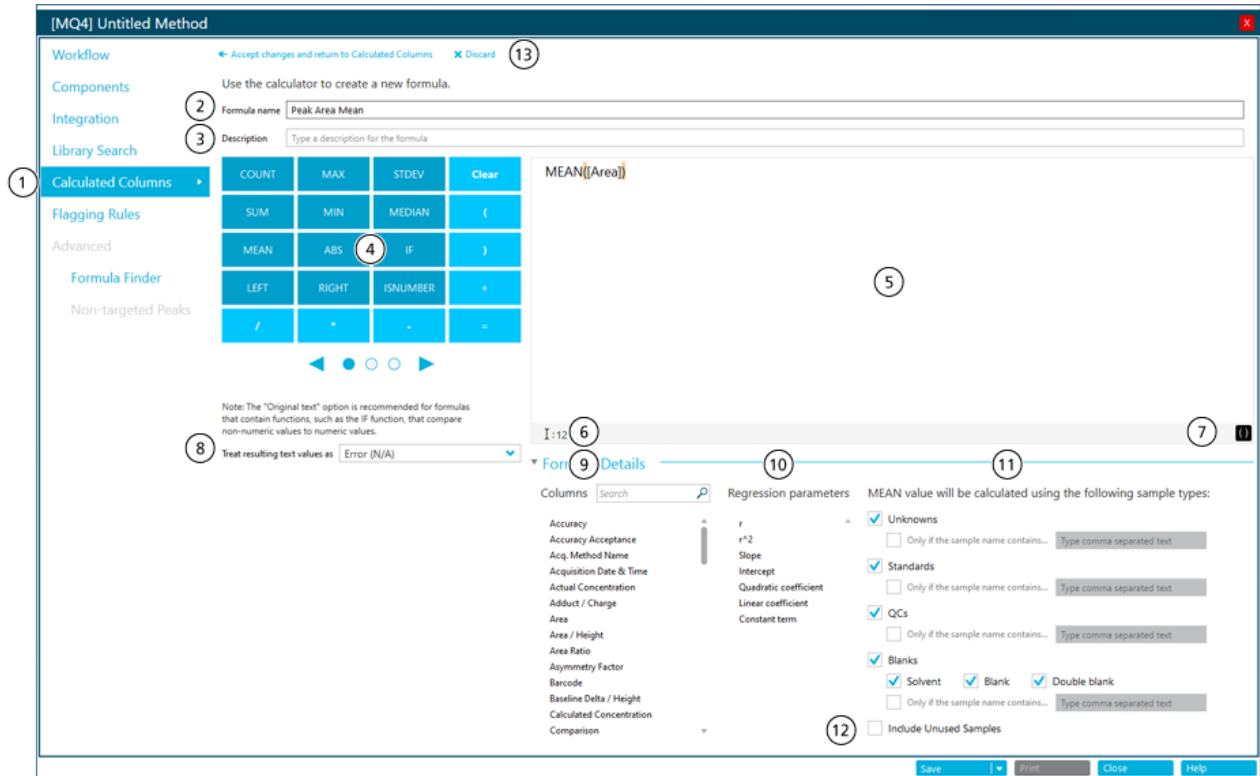 [MQ4] Untitled Method
X
Workflow
Components
Integration
Library Search
Calculated Columns
Flagging Rules
Advanced
Formula Finder
Non-targeted Peaks
1
Accept changes and return to Calculated Columns
Discard
13
Use the calculator to create a new formula.
2
Formula name
Peak Area Mean
3
Description
Type a description for the formula
COUNT MAX STDEV Clear
SUM MIN MEDIAN (
MEAN ABS 4 IF )
LEFT RIGHT ISNUMBER +
/ * - =
Note: The "Original text" option is recommended for formulas
that contain functions, such as the IF function, that compare
non-numeric values to numeric values.
8
Treat resulting text values as
Error (N/A)
MEAN([Area])
5
:12
6
7
()
9
Details
10
11
Columns
Search
Accuracy
Accuracy Acceptance
Acq. Method Name
Acquisition Date & Time
Actual Concentration
Adduct / Charge
Area
Area / Height
Area Ratio
Asymmetry Factor
Barcode
Baseline Delta / Height
Calculated Concentration
Comparison
Regression parameters
r
r^2
Slope
Intercept
Quadratic coefficient
Linear coefficient
Constant term
MEAN value will be calculated using the following sample types:
Unknowns
Only if the sample name contains... Type comma separated text
Standards
Only if the sample name contains... Type comma separated text
QCs
Only if the sample name contains... Type comma separated text
Blanks
Solvent Blank Double blank
Only if the sample name contains... Type comma separated text
12
Include Unused Samples
Save Print Close Help